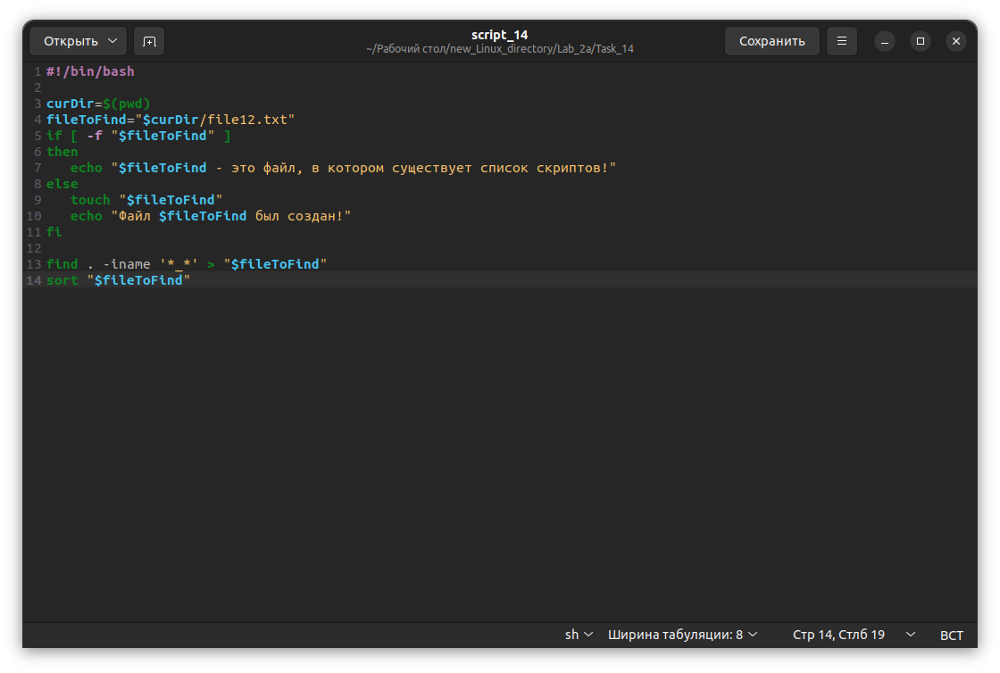 Открыть
script_14
~/Рабочий стол/new_Linux_directory/Lab_2a/Task_14
Сохранить
1 #!/bin/bash
2
3 curDir=$(pwd)
4 fileToFind="$curDir/file12.txt"
5 if [ -f "$fileToFind" ]
6 then
7    echo "$fileToFind - это файл, в котором существует список скриптов!"
8 else
9    touch "$fileToFind"
10    echo "Файл $fileToFind был создан!"
11 fi
12
13 find . -iname '*_*' > "$fileToFind"
14 sort "$fileToFind"
sh Ширина табуляции: 8 Стр 14, Стлб 19 ВСТ